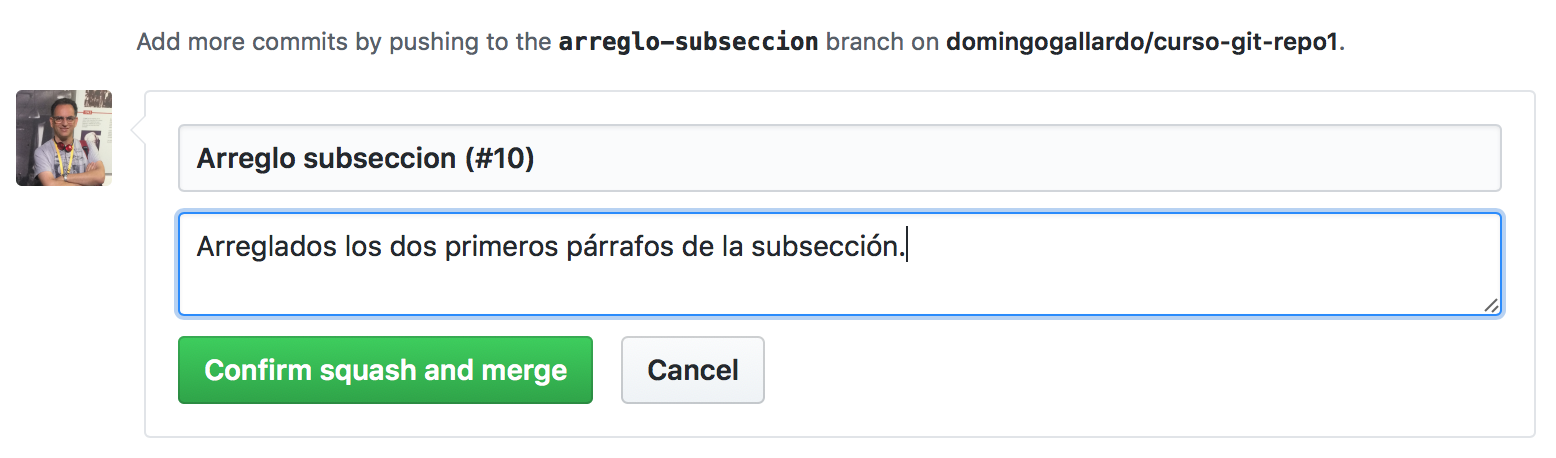 Add more commits by pushing to the arreglo-subseccion branch on domingogallardo/curso-git-repo1.
Arreglo subseccion (#10)
Arreglados los dos primeros párrafos de la subsección.
Confirm squash and merge
Cancel